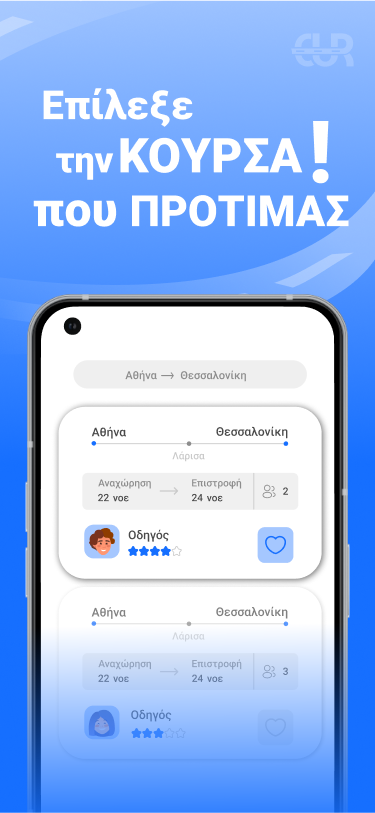 CUR
Επίλεξε
την ΚΟΥΡΣΑ!
που ΠΡΟΤΙΜΑΣ
Αθήνα → Θεσσαλονίκη
Αθήνα Θεσσαλονίκη
Λάρισα
Αναχώρηση Επιστροφή
22 νοε → 24 νοε 2
Οδηγός
Αθήνα Θεσσαλονίκη
Λάρισα
Αναχώρηση Επιστροφή
22 νοε → 24 νοε 3
Οδηγός